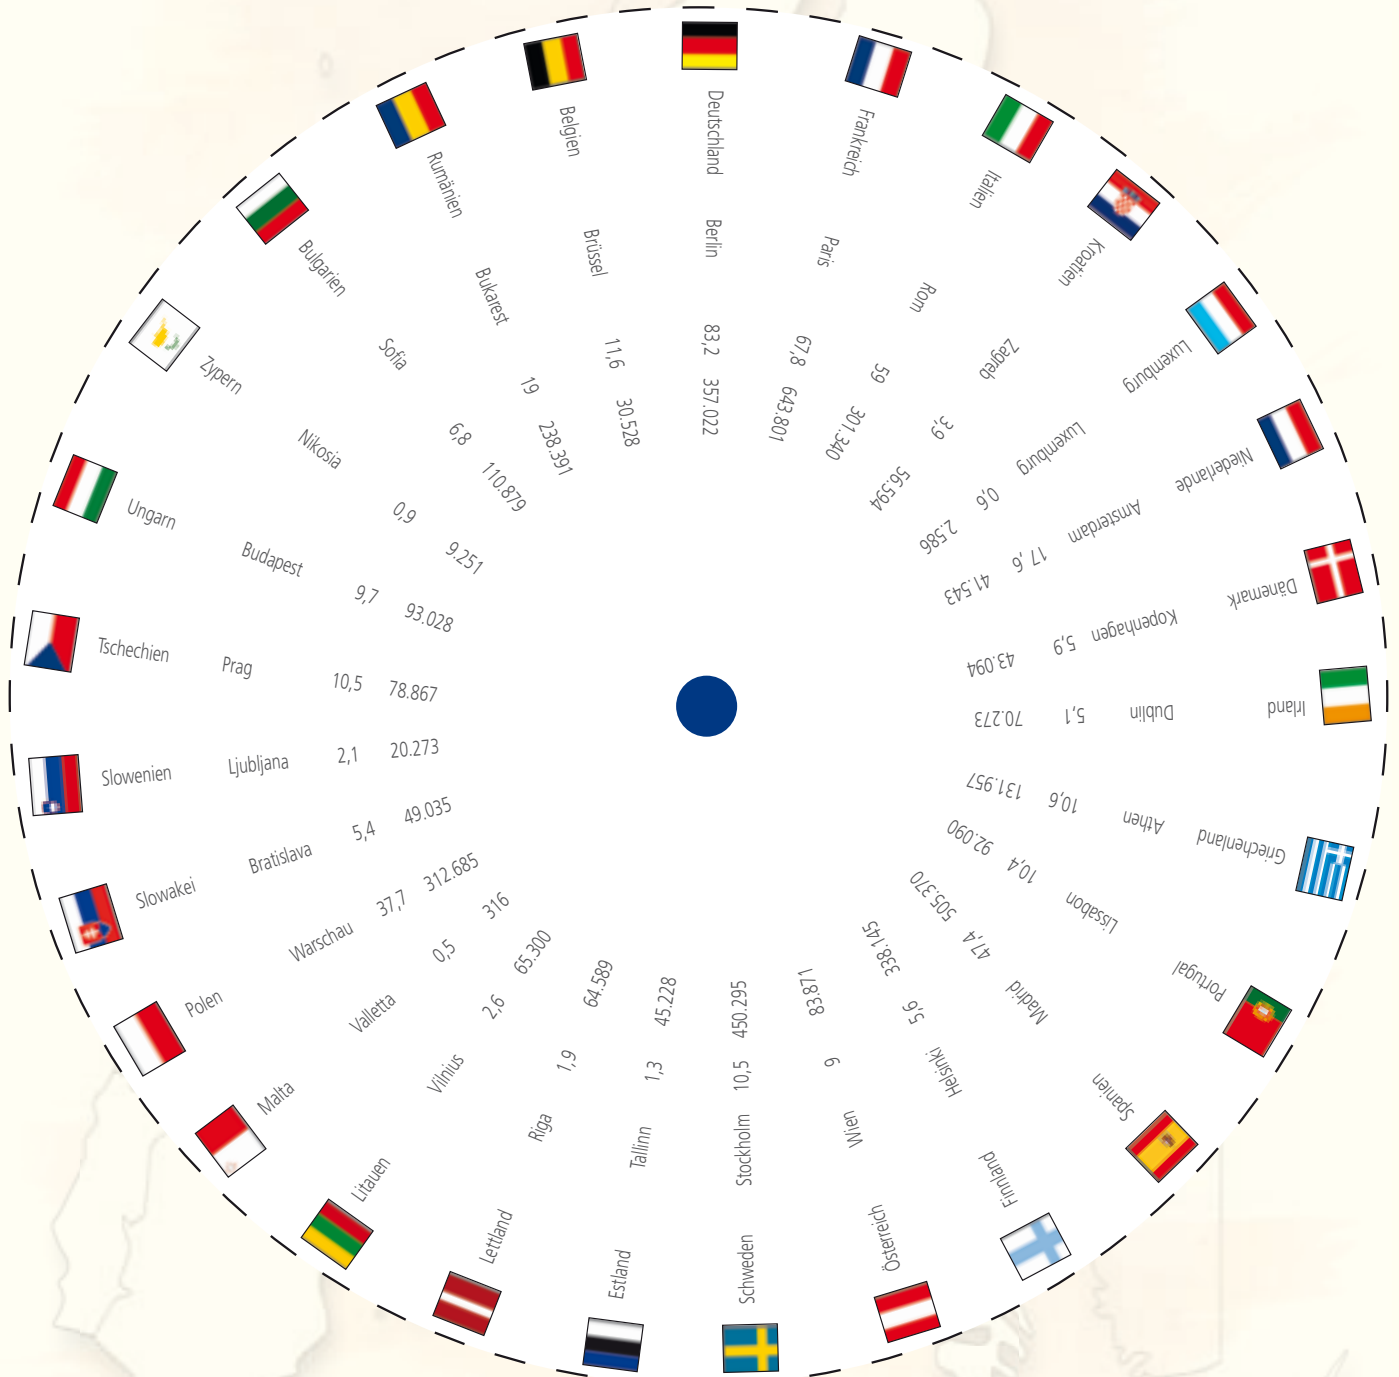 Deutschland Berlin 83,2 357.022
Frankreich Paris 67,8 643.801
Italien Rom 59 301.340
Kroatien Zagreb 3,9 56.594
Luxemburg Luxemburg 0,6 2.586
Niederlande Amsterdam 17,6 41.543
Dänemark Kopenhagen 5,9 43.094
Irland Dublin 5,1 70.273
Griechenland Athen 10,6 131.957
Portugal Lissabon 10,4 92.090
Spanien Madrid 47,4 505.370
Finnland Helsinki 5,6 338.145
Österreich Wien 9 83.871
Schweden Stockholm 10,5 450.295
Estland Tallinn 1,3 45.228
Lettland Riga 1,9 64.589
Litauen Vilnius 2,6 65.300
Malta Valletta 0,5 316
Polen Warschau 37,7 312.685
Slowakei Bratislava 5,4 49.035
Slowenien Ljubljana 2,1 20.273
Tschechien Prag 10,5 78.867
Ungarn Budapest 9,7 93.028
Zypern Nikosia 0,9 9.251
Bulgarien Sofia 6,8 110.879
Rumänien Bukarest 19 238.391
Belgien Brüssel 11,6 30.528